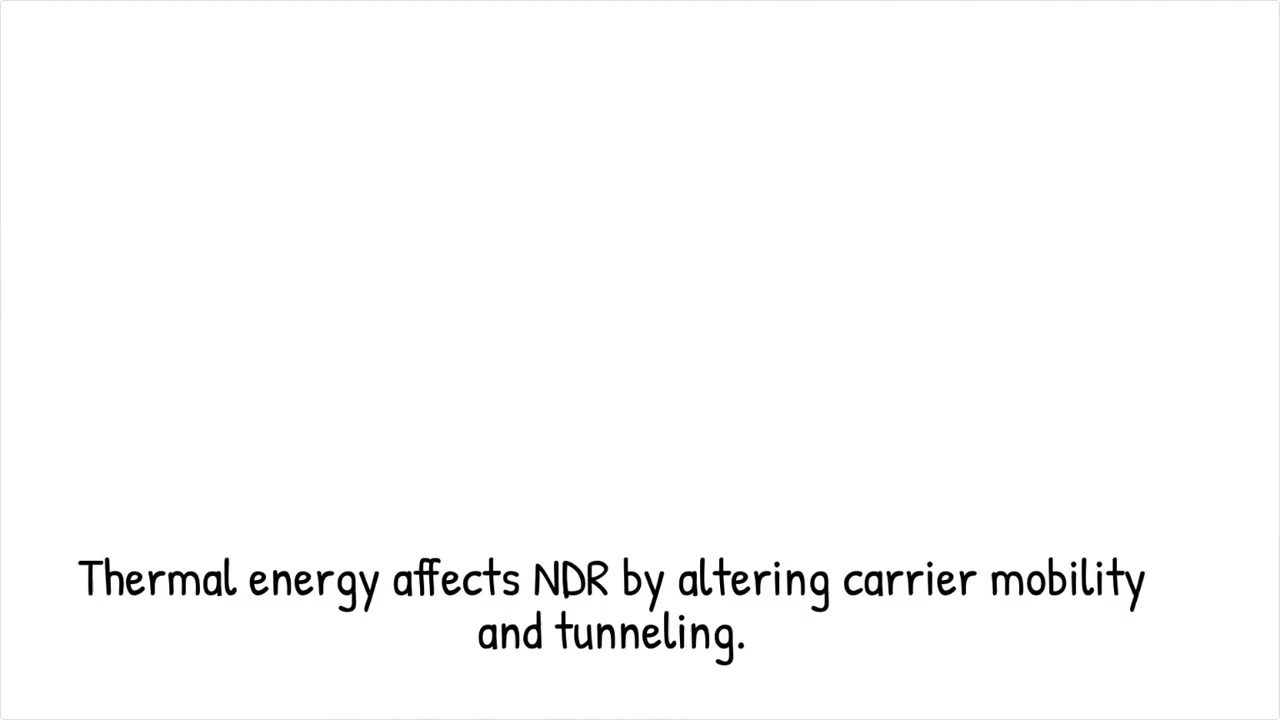 Thermal energy affects NDR by altering carrier mobility
and tunneling.